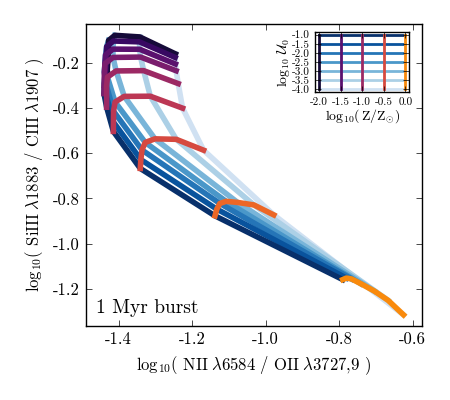 log₁₀( SiIII λ1883 / CIII λ1907 )
-0.2
-0.4
-0.6
-0.8
-1.0
-1.2
1 Myr burst
-1.4 -1.2 -1.0 -0.8 -0.6
log₁₀( NII λ6584 / OII λ3727,9 )
log₁₀ 𝒰₀
-1.0
-1.5
-2.0
-2.5
-3.0
-3.5
-4.0
-2.0 -1.5 -1.0 -0.5 0.0
log₁₀( Z/Z☉)